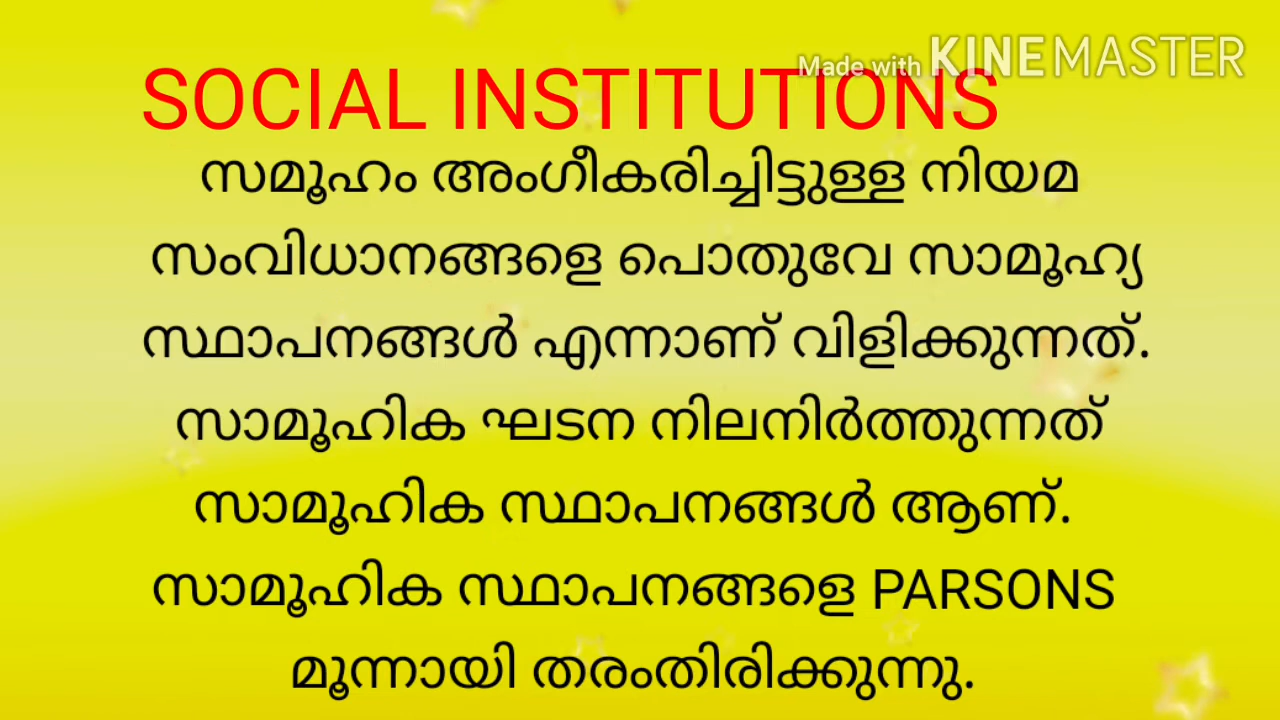 Made with KINEMASTER
SOCIAL INSTITUTIONS
സമൂഹം അംഗീകരിച്ചിട്ടുള്ള നിയമ
സംവിധാനങ്ങളെ പൊതുവേ സാമൂഹ്യ
സ്ഥാപനങ്ങൾ എന്നാണ് വിളിക്കുന്നത്.
സാമൂഹിക ഘടന നിലനിർത്തുന്നത്
സാമൂഹിക സ്ഥാപനങ്ങൾ ആണ്.
സാമൂഹിക സ്ഥാപനങ്ങളെ PARSONS
മൂന്നായി തരംതിരിക്കുന്നു.